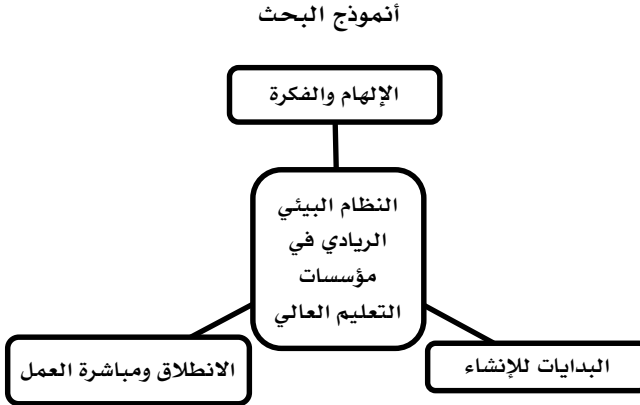 أنموذج البحث
الإلهام والفكرة
النظام البيئي
الريادي في
مؤسسات
التعليم العالي
البدايات للإنشاء
الانطلاق ومباشرة العمل